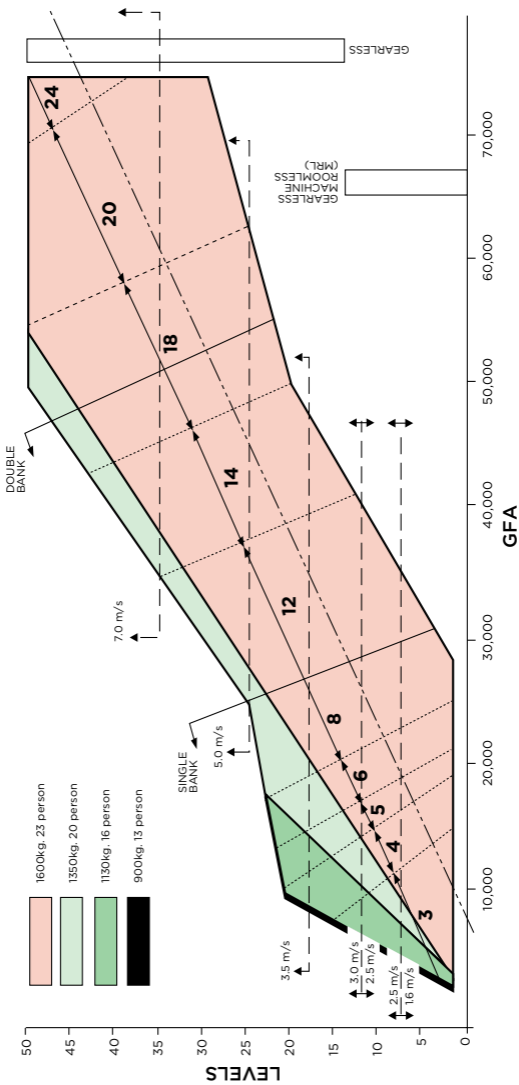 1600kg. 23 person
1350kg. 20 person
1130kg. 16 person
900kg. 13 person
LEVELS
50
45
40
35
30
25
20
15
10
5
0
GFA
10,000
20,000
30,000
40,000
50,000
60,000
70,000
SINGLE
BANK
DOUBLE
BANK
7.0 m/s
5.0 m/s
3.5 m/s
3.0 m/s
2.5 m/s
2.5 m/s
1.6 m/s
3
4
5
6
8
12
14
18
20
24
GEARLESS
MACHINE
ROOMLESS
(MRL)
GEARLESS